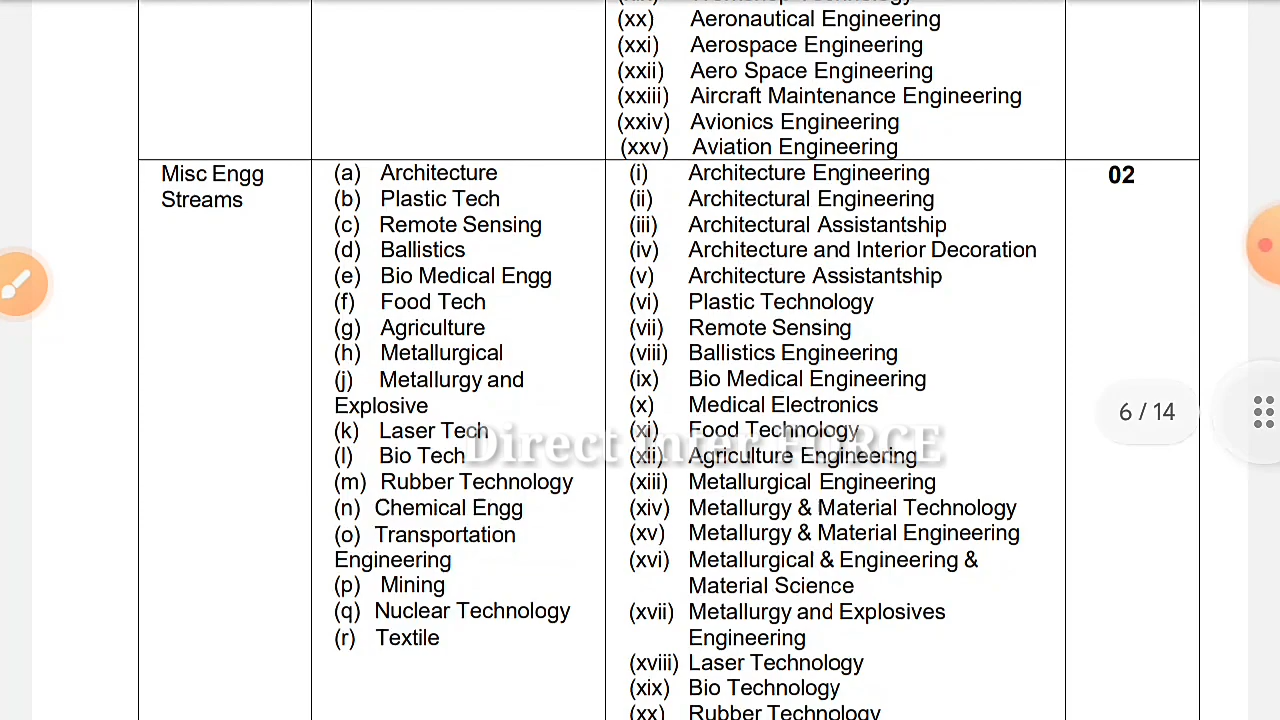 (xx) Aeronautical Engineering
(xxi) Aerospace Engineering
(xxii) Aero Space Engineering
(xxiii) Aircraft Maintenance Engineering
(xxiv) Avionics Engineering
(xxv) Aviation Engineering
Misc Engg
Streams
(a) Architecture
(b) Plastic Tech
(c) Remote Sensing
(d) Ballistics
(e) Bio Medical Engg
(f) Food Tech
(g) Agriculture
(h) Metallurgical
(j) Metallurgy and
Explosive
(k) Laser Tech
(l) Bio Tech
(m) Rubber Technology
(n) Chemical Engg
(o) Transportation
Engineering
(p) Mining
(q) Nuclear Technology
(r) Textile
(i) Architecture Engineering
(ii) Architectural Engineering
(iii) Architectural Assistantship
(iv) Architecture and Interior Decoration
(v) Architecture Assistantship
(vi) Plastic Technology
(vii) Remote Sensing
(viii) Ballistics Engineering
(ix) Bio Medical Engineering
(x) Medical Electronics
(xi) Food Technology
(xii) Agriculture Engineering
(xiii) Metallurgical Engineering
(xiv) Metallurgy & Material Technology
(xv) Metallurgy & Material Engineering
(xvi) Metallurgical & Engineering &
Material Science
(xvii) Metallurgy and Explosives
Engineering
(xviii) Laser Technology
(xix) Bio Technology
(xx) Rubber Technology
02
6 / 14
Direct Inter FORCE